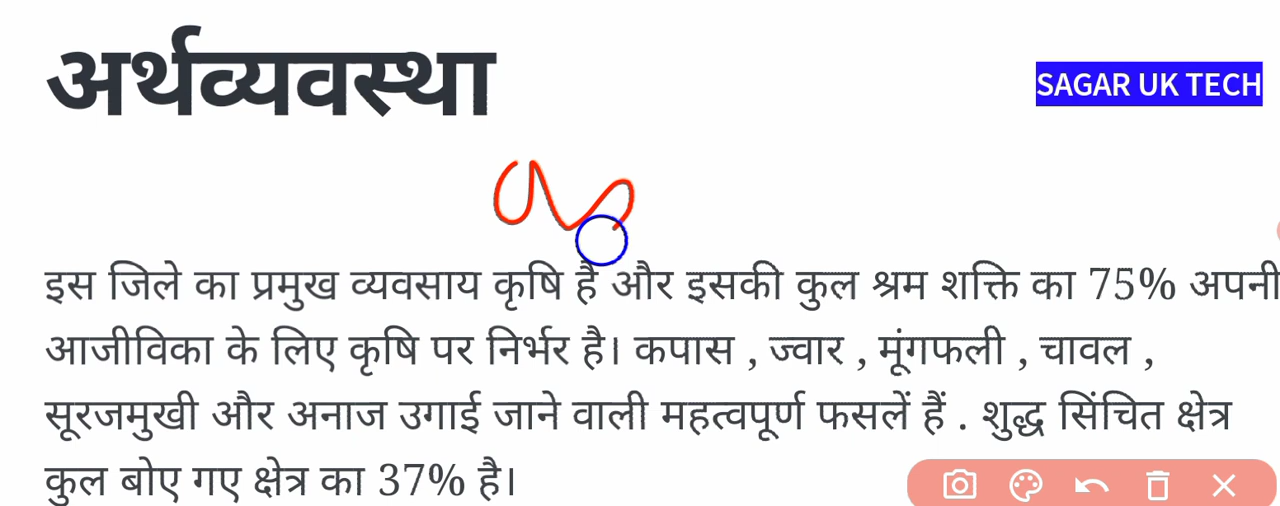 अर्थव्यवस्था
SAGAR UK TECH
इस जिले का प्रमुख व्यवसाय कृषि है और इसकी कुल श्रम शक्ति का 75% अपनी
आजीविका के लिए कृषि पर निर्भर है। कपास , ज्वार , मूंगफली , चावल ,
सूरजमुखी और अनाज उगाई जाने वाली महत्वपूर्ण फसलें हैं . शुद्ध सिंचित क्षेत्र
कुल बोए गए क्षेत्र का 37% है।